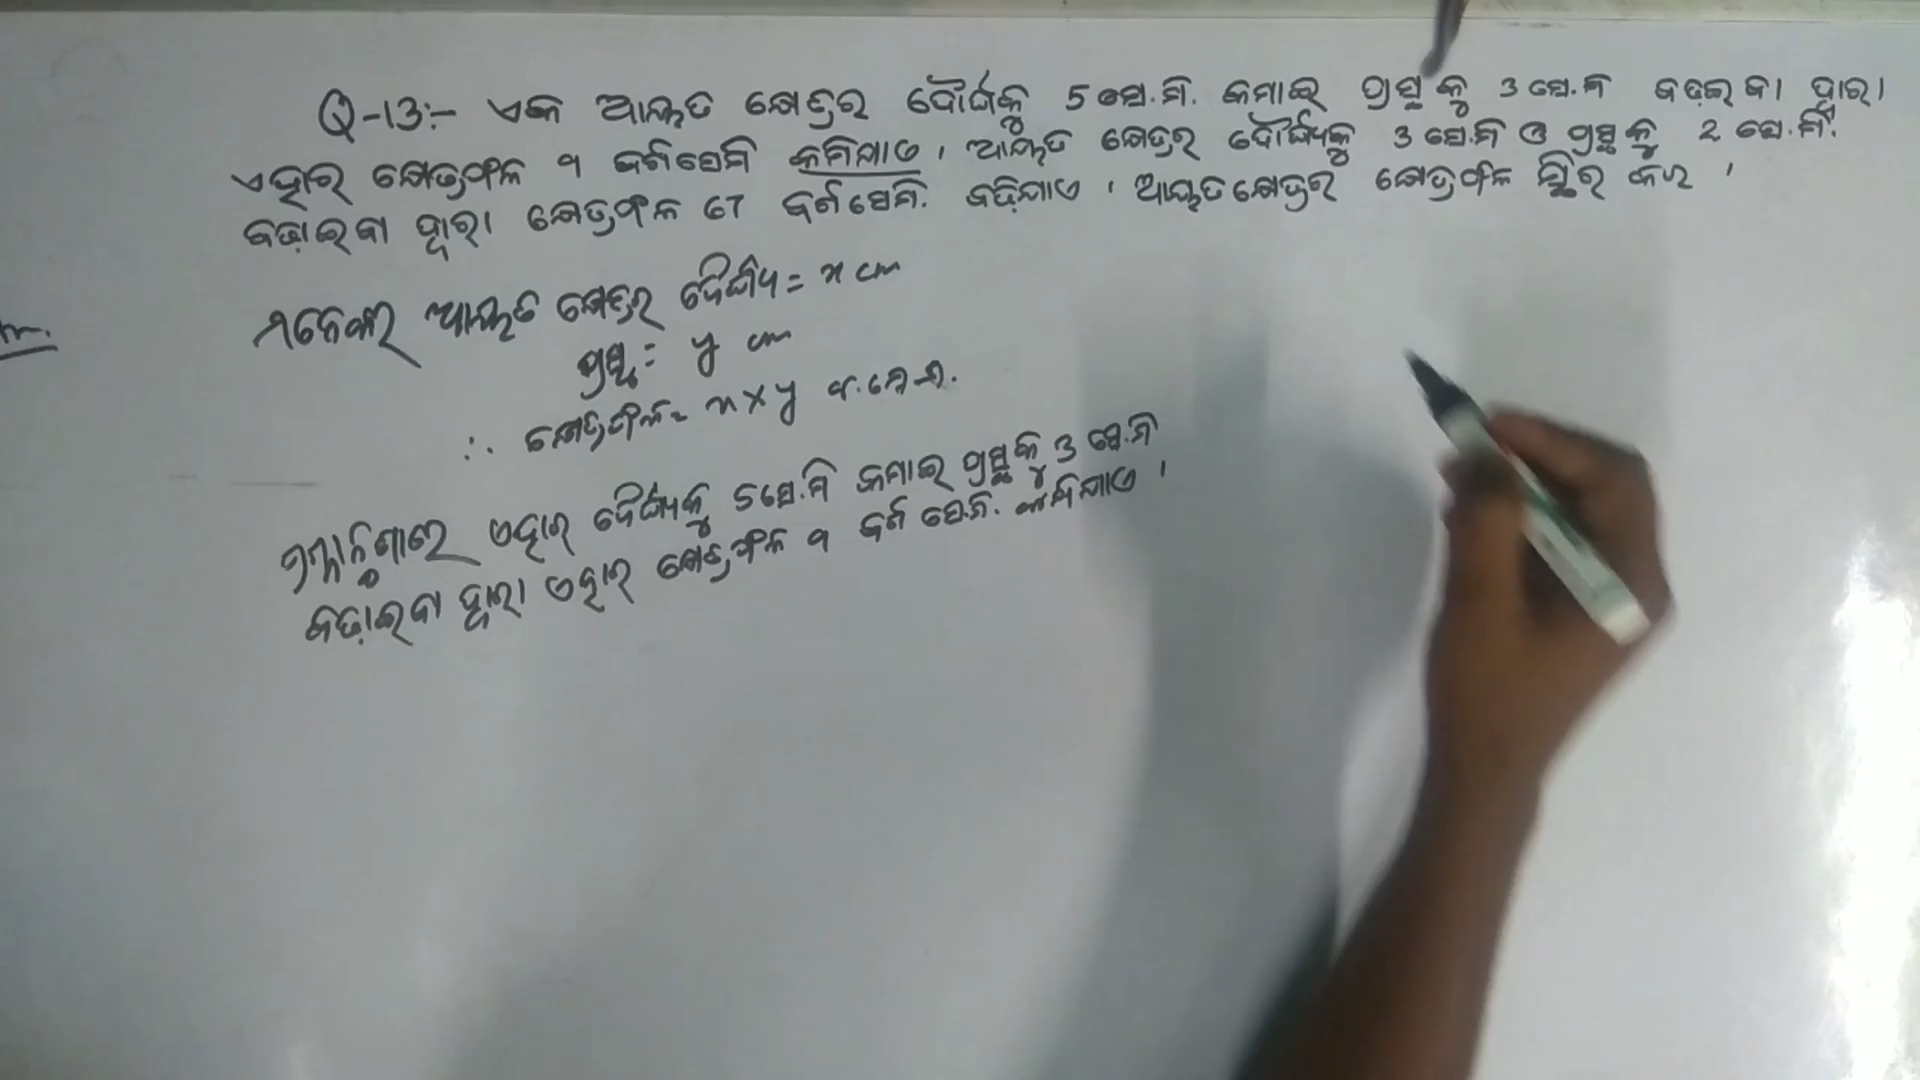 Q-13:- ଏକ ଆୟତ କ୍ଷେତ୍ରର ଦୌର୍ଘ୍ୟକୁ 5 ସେ.ମି. କମାଇ ପ୍ରସ୍ଥକୁ 3 ସେ.ମି ବଢ଼ାଇବା ଦ୍ୱାରା
ଏହାର କ୍ଷେତ୍ରଫଳ 9 ବର୍ଗସେମି କମିଯାଏ । ଆୟତ କ୍ଷେତ୍ରର ଦୌର୍ଘ୍ୟକୁ 3 ସେ.ମି ଓ ପ୍ରସ୍ଥକୁ 2 ସେ.ମି.
ବଢ଼ାଇବା ଦ୍ୱାରା କ୍ଷେତ୍ରଫଳ 67 ବର୍ଗସେମି. ବଢ଼ିଯାଏ । ଆୟତକ୍ଷେତ୍ରର କ୍ଷେତ୍ରଫଳ ସ୍ଥିର କର ।
ମନେକର ଆୟତ କ୍ଷେତ୍ରର ଦୈର୍ଘ୍ୟ = x cm
ପ୍ରସ୍ଥ = y cm
∴ କ୍ଷେତ୍ରଫଳ = x × y ବ.ସେ.ମି.
ପ୍ରଶ୍ନାନୁସାରେ ଏହାର ଦୈର୍ଘ୍ୟକୁ 5 ସେ.ମି କମାଇ ପ୍ରସ୍ଥକୁ 3 ସେ.ମି
ବଢ଼ାଇବା ଦ୍ୱାରା ଏହାର କ୍ଷେତ୍ରଫଳ 9 ବର୍ଗ ସେ.ମି. କମିଯାଏ ।